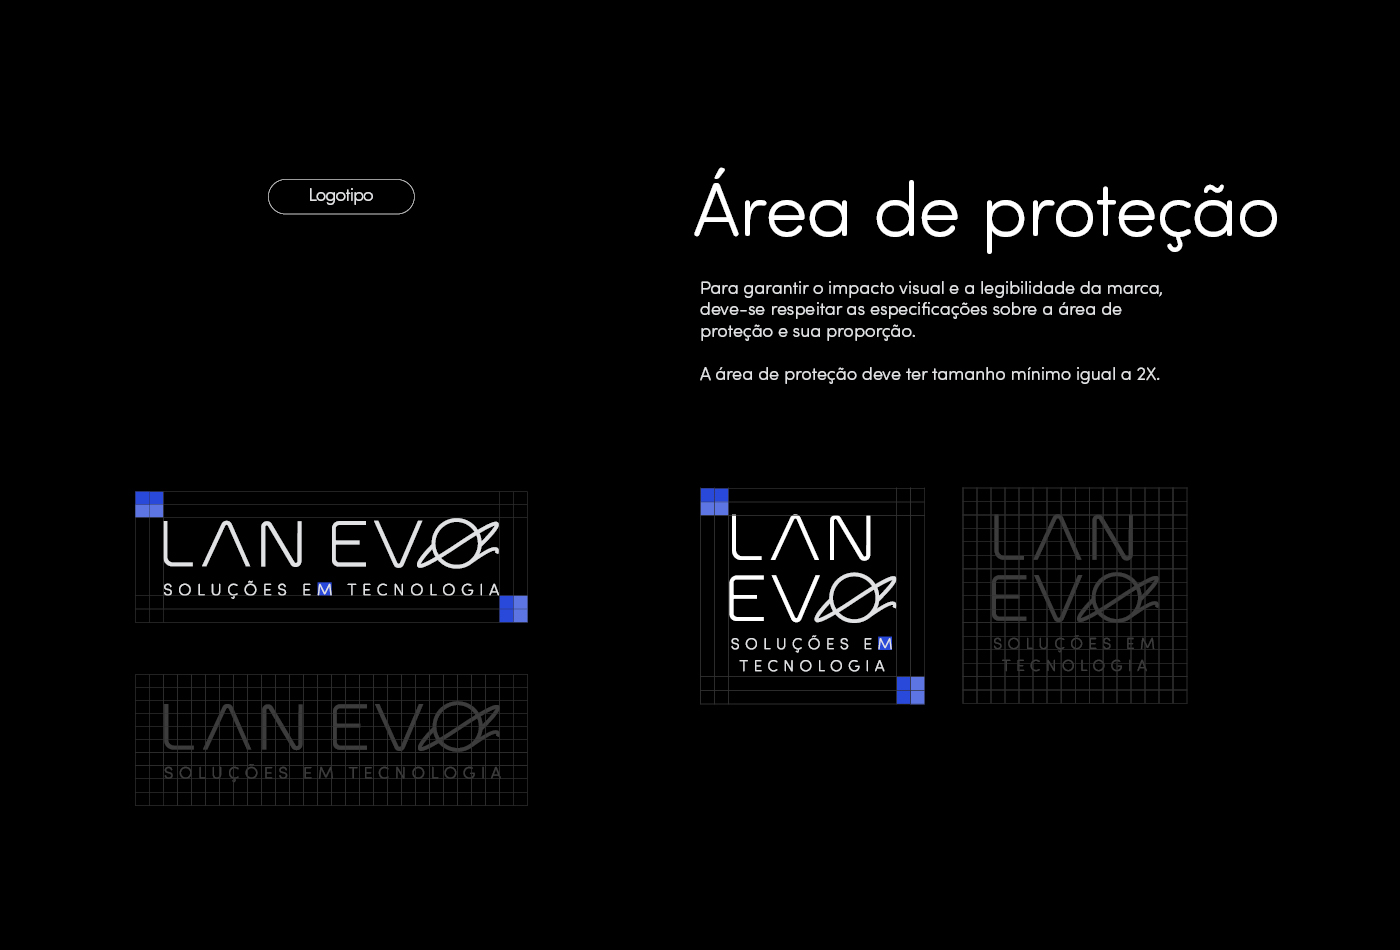 Logotipo
Área de proteção
Para garantir o impacto visual e a legibilidade da marca,
deve-se respeitar as especificações sobre a área de
proteção e sua proporção.
A área de proteção deve ter tamanho mínimo igual a 2X.
LAN EVO
SOLUÇÕES EM TECNOLOGIA
LAN EVO
SOLUÇÕES EM TECNOLOGIA
LAN
EVO
SOLUÇÕES EM
TECNOLOGIA
LAN
EVO
SOLUÇÕES EM
TECNOLOGIA